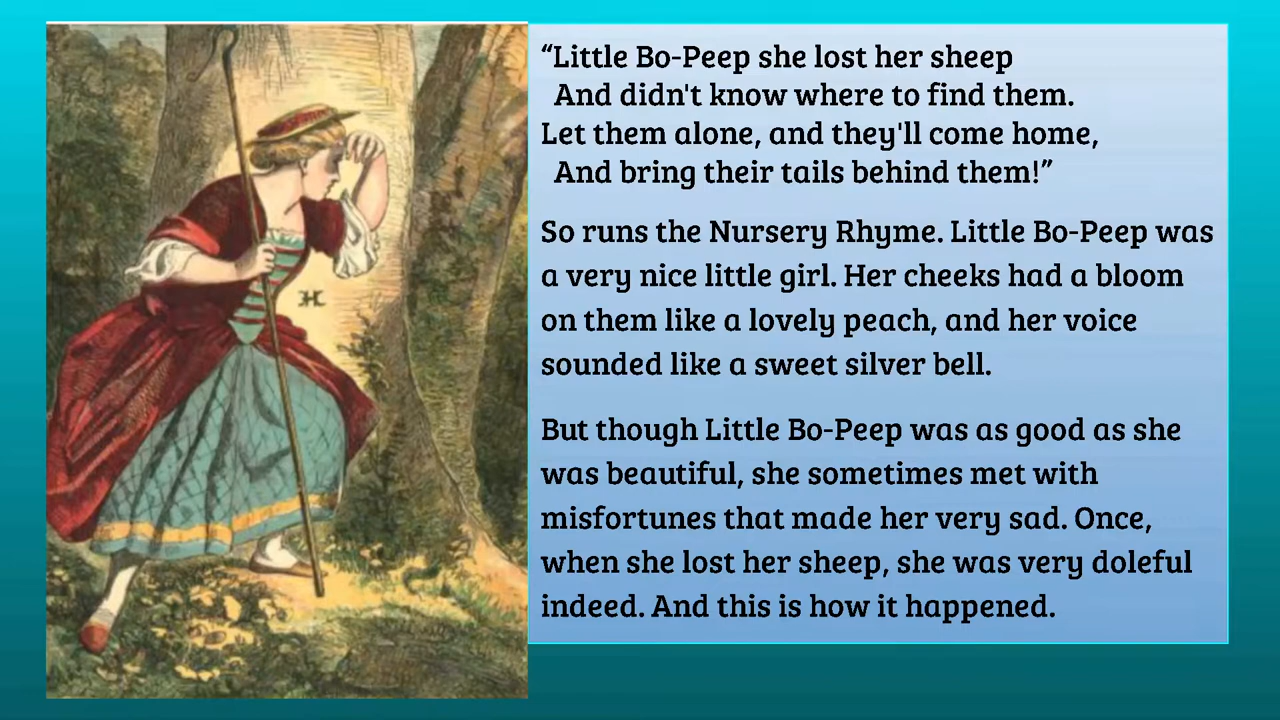 “Little Bo-Peep she lost her sheep
And didn't know where to find them.
Let them alone, and they'll come home,
And bring their tails behind them!”
So runs the Nursery Rhyme. Little Bo-Peep was
a very nice little girl. Her cheeks had a bloom
on them like a lovely peach, and her voice
sounded like a sweet silver bell.
But though Little Bo-Peep was as good as she
was beautiful, she sometimes met with
misfortunes that made her very sad. Once,
when she lost her sheep, she was very doleful
indeed. And this is how it happened.